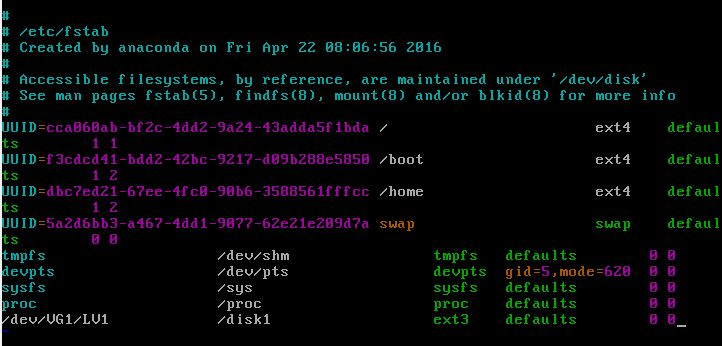 #
# /etc/fstab
# Created by anaconda on Fri Apr 22 08:06:56 2016
#
# Accessible filesystems, by reference, are maintained under '/dev/disk'
# See man pages fstab(5), findfs(8), mount(8) and/or blkid(8) for more info
#
UUID=cca060ab-bf2c-4dd2-9a24-43adda5f1bda /                       ext4    defaul
ts        1 1
UUID=f3cdcd41-bdd2-42bc-9217-d09b288e5850 /boot                   ext4    defaul
ts        1 2
UUID=dbc7ed21-67ee-4fc0-90b6-3588561fffcc /home                   ext4    defaul
ts        1 2
UUID=5a2d6bb3-a467-4dd1-9077-62e21e209d7a swap                    swap    defaul
ts        0 0
tmpfs                   /dev/shm                tmpfs   defaults        0 0
devpts                  /dev/pts                devpts  gid=5,mode=620  0 0
sysfs                   /sys                    sysfs   defaults        0 0
proc                    /proc                   proc    defaults        0 0
/dev/VG1/LV1            /disk1                  ext3    defaults        0 0
~